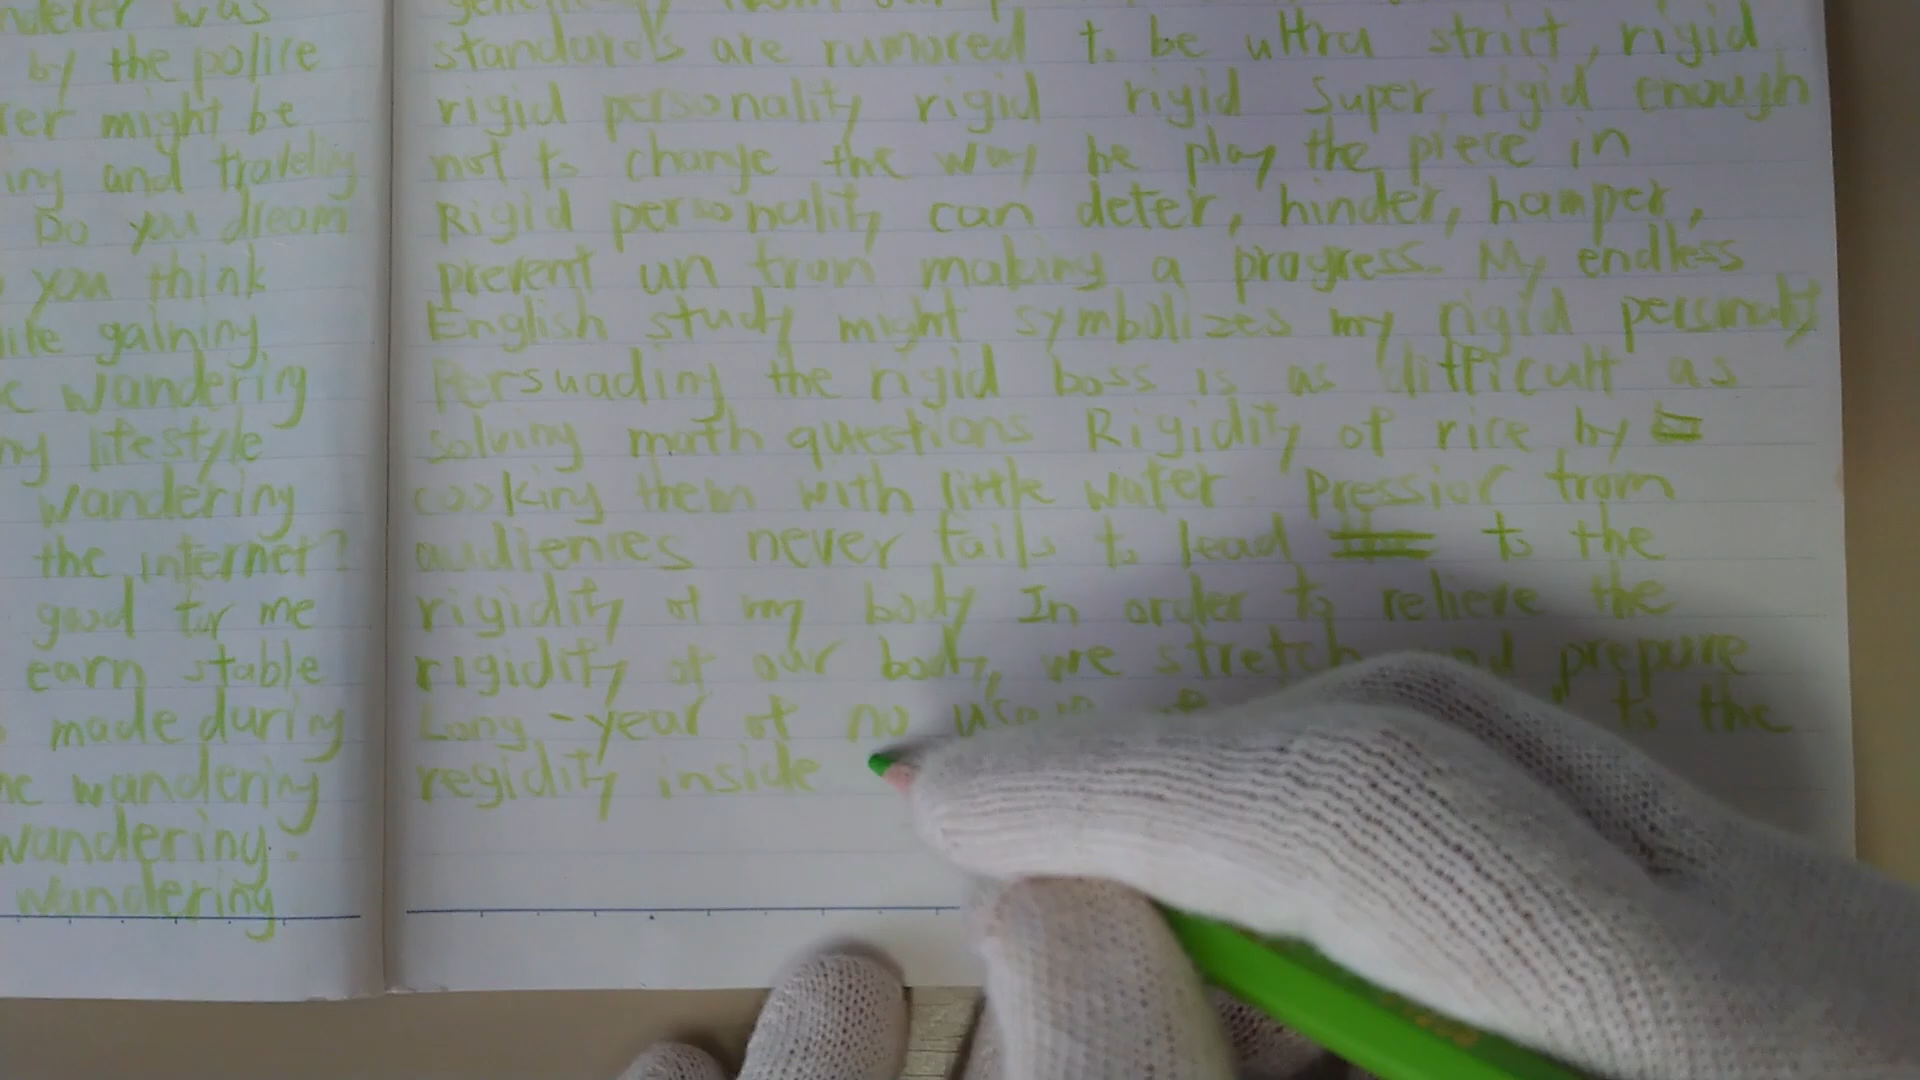 nderer was
by the police
er might be
ing and traveling
Do you dream
you think
life gaining
wandering
my lifestyle
wandering
the internet?
good for me
earn stable
made during
wandering
wandering.
wandering
standards are rumored to be ultra strict, rigid
rigid personality rigid rigid super rigid enough
not to change the way he play the piece in
Rigid personality can deter, hinder, hamper,
prevent un from making a progress. My endless
English study might symbolizes my rigid personality
Persuading the rigid boss is as difficult as
solving math questions Rigidity of rice by
cooking them with little water Pressior from
audiences never fails to lead to the
rigidity of my body In order to relieve the
rigidity of our body, we stretch and prepare
Long-year of no using to the
regidity inside